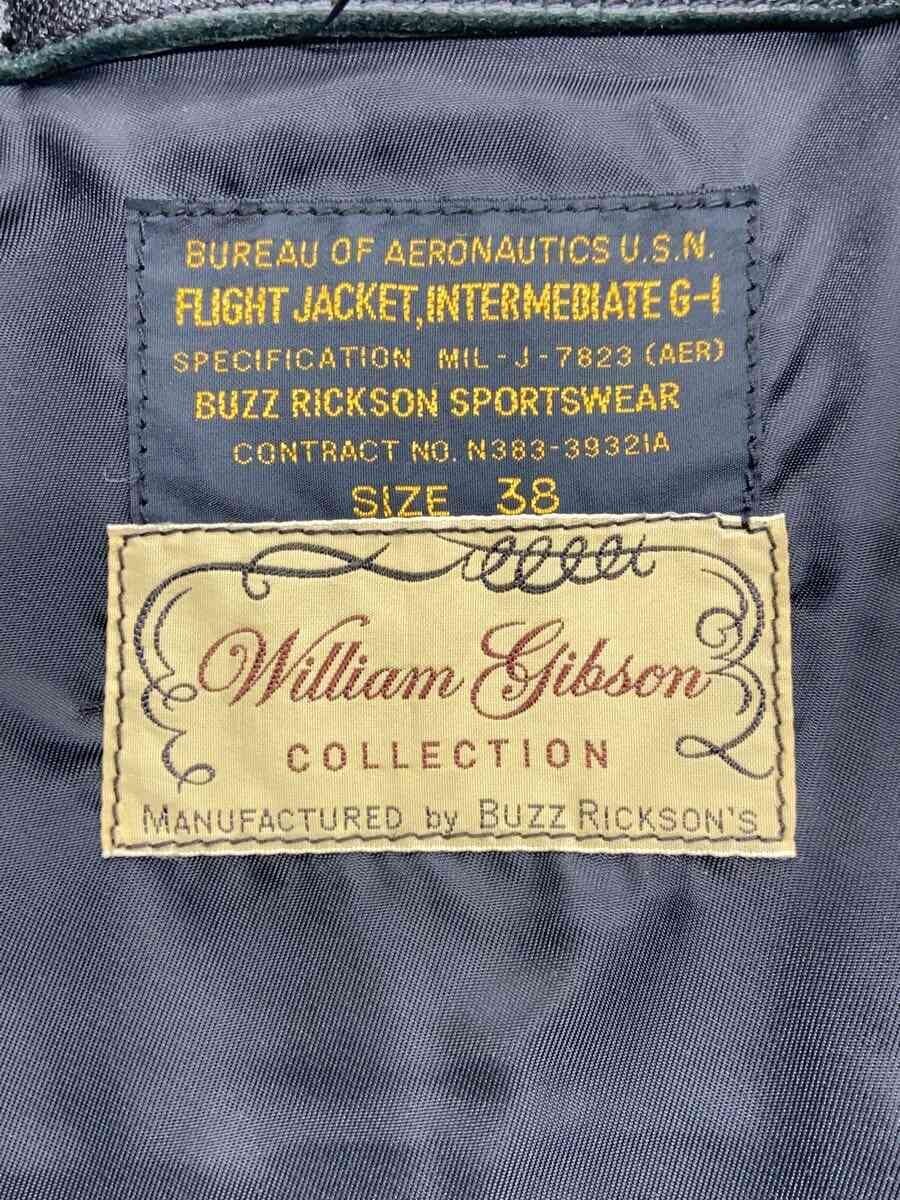 BUREAU OF AERONAUTICS U.S.N.
FLIGHT JACKET, INTERMEDIATE G-1
SPECIFICATION MIL-J-7823 (AER)
BUZZ RICKSON SPORTSWEAR
CONTRACT NO. N383-39321A
SIZE 38
William Gibson
COLLECTION
MANUFACTURED by BUZZ RICKSON'S